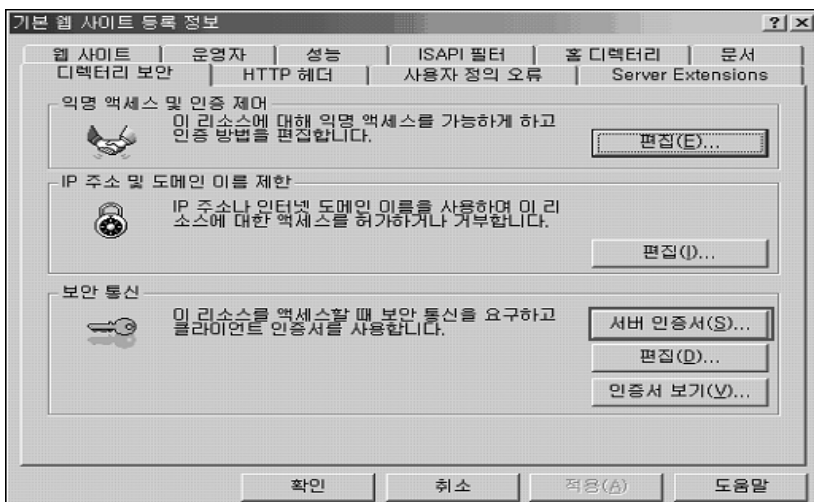 기본 웹 사이트 등록 정보
웹 사이트 운영자 성능 ISAPI 필터 홈 디렉터리 문서
디렉터리 보안 HTTP 헤더 사용자 정의 오류 Server Extensions
익명 액세스 및 인증 제어
이 리소스에 대해 익명 액세스를 가능하게 하고
인증 방법을 편집합니다.
편집(E)...
IP 주소 및 도메인 이름 제한
IP 주소나 인터넷 도메인 이름을 사용하여 이 리
소스에 대한 액세스를 허가하거나 거부합니다.
편집(I)...
보안 통신
이 리소스를 액세스할 때 보안 통신을 요구하고
클라이언트 인증서를 사용합니다.
서버 인증서(S)...
편집(D)...
인증서 보기(V)...
확인 취소 적용(A) 도움말